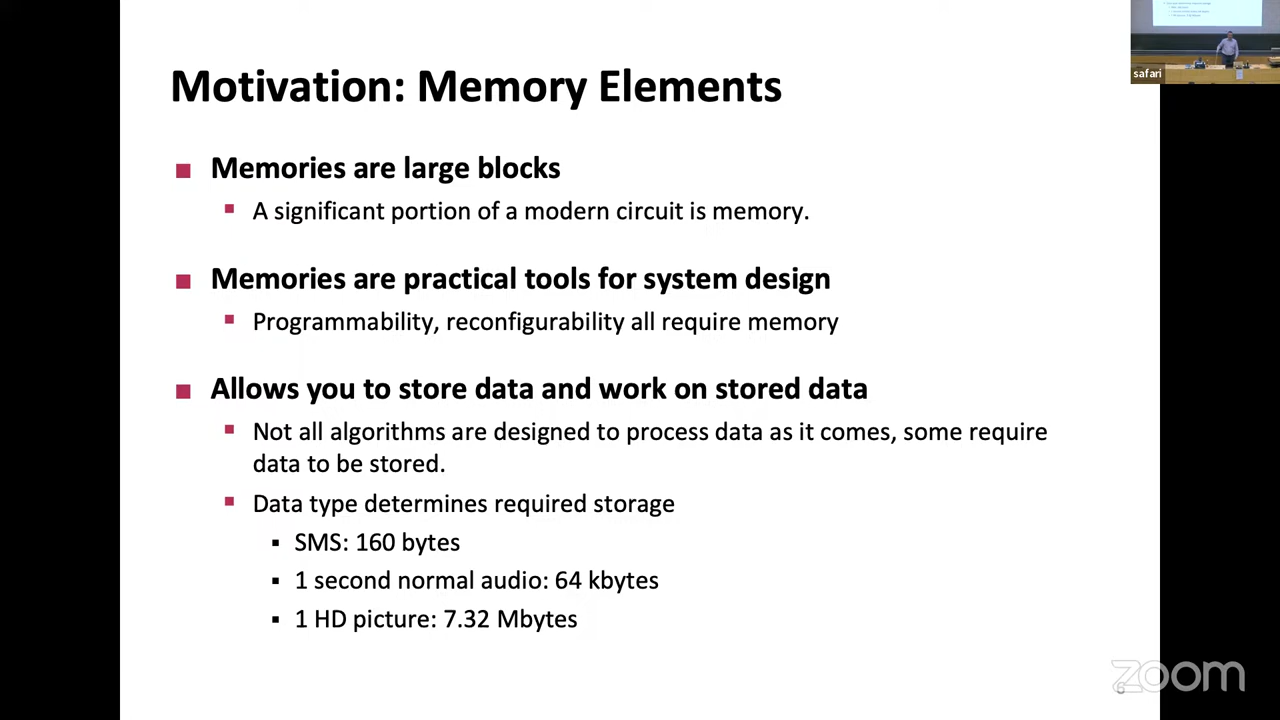 Motivation: Memory Elements
Memories are large blocks
A significant portion of a modern circuit is memory.
Memories are practical tools for system design
Programmability, reconfigurability all require memory
Allows you to store data and work on stored data
Not all algorithms are designed to process data as it comes, some require
data to be stored.
Data type determines required storage
SMS: 160 bytes
1 second normal audio: 64 kbytes
1 HD picture: 7.32 Mbytes
safari
zoom
6